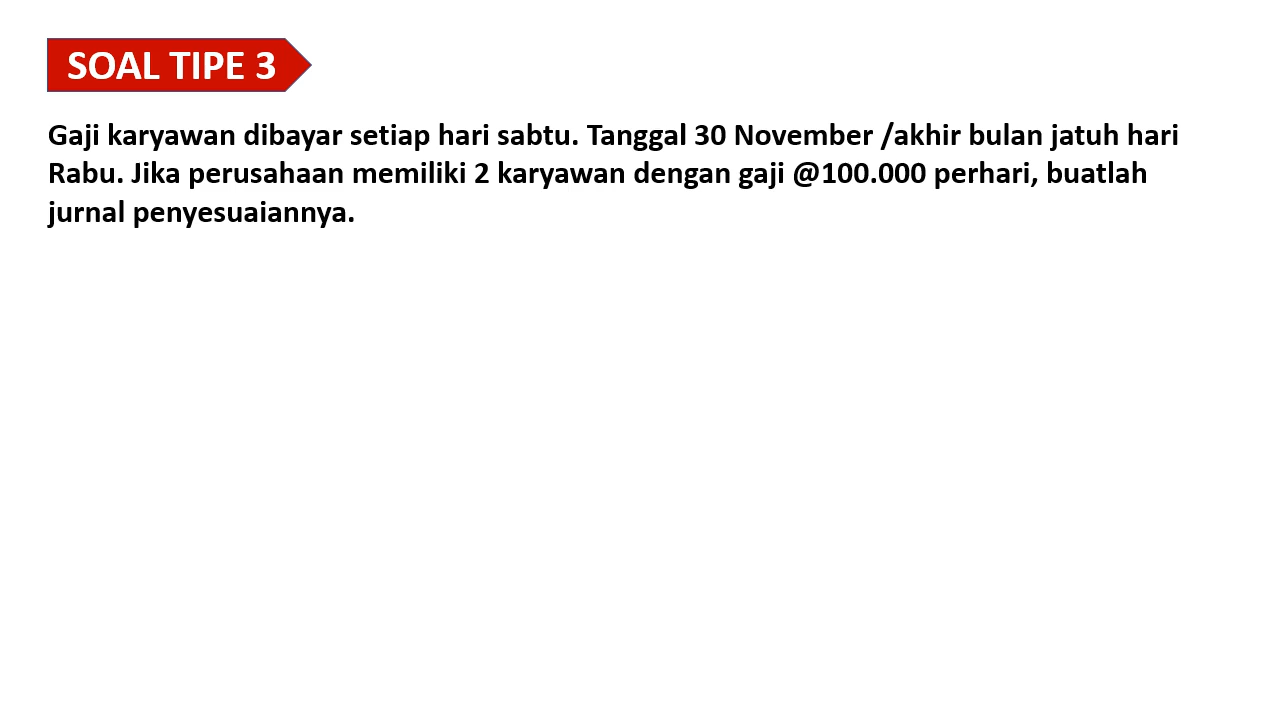 SOAL TIPE 3
Gaji karyawan dibayar setiap hari sabtu. Tanggal 30 November /akhir bulan jatuh hari
Rabu. Jika perusahaan memiliki 2 karyawan dengan gaji @100.000 perhari, buatlah
jurnal penyesuaiannya.